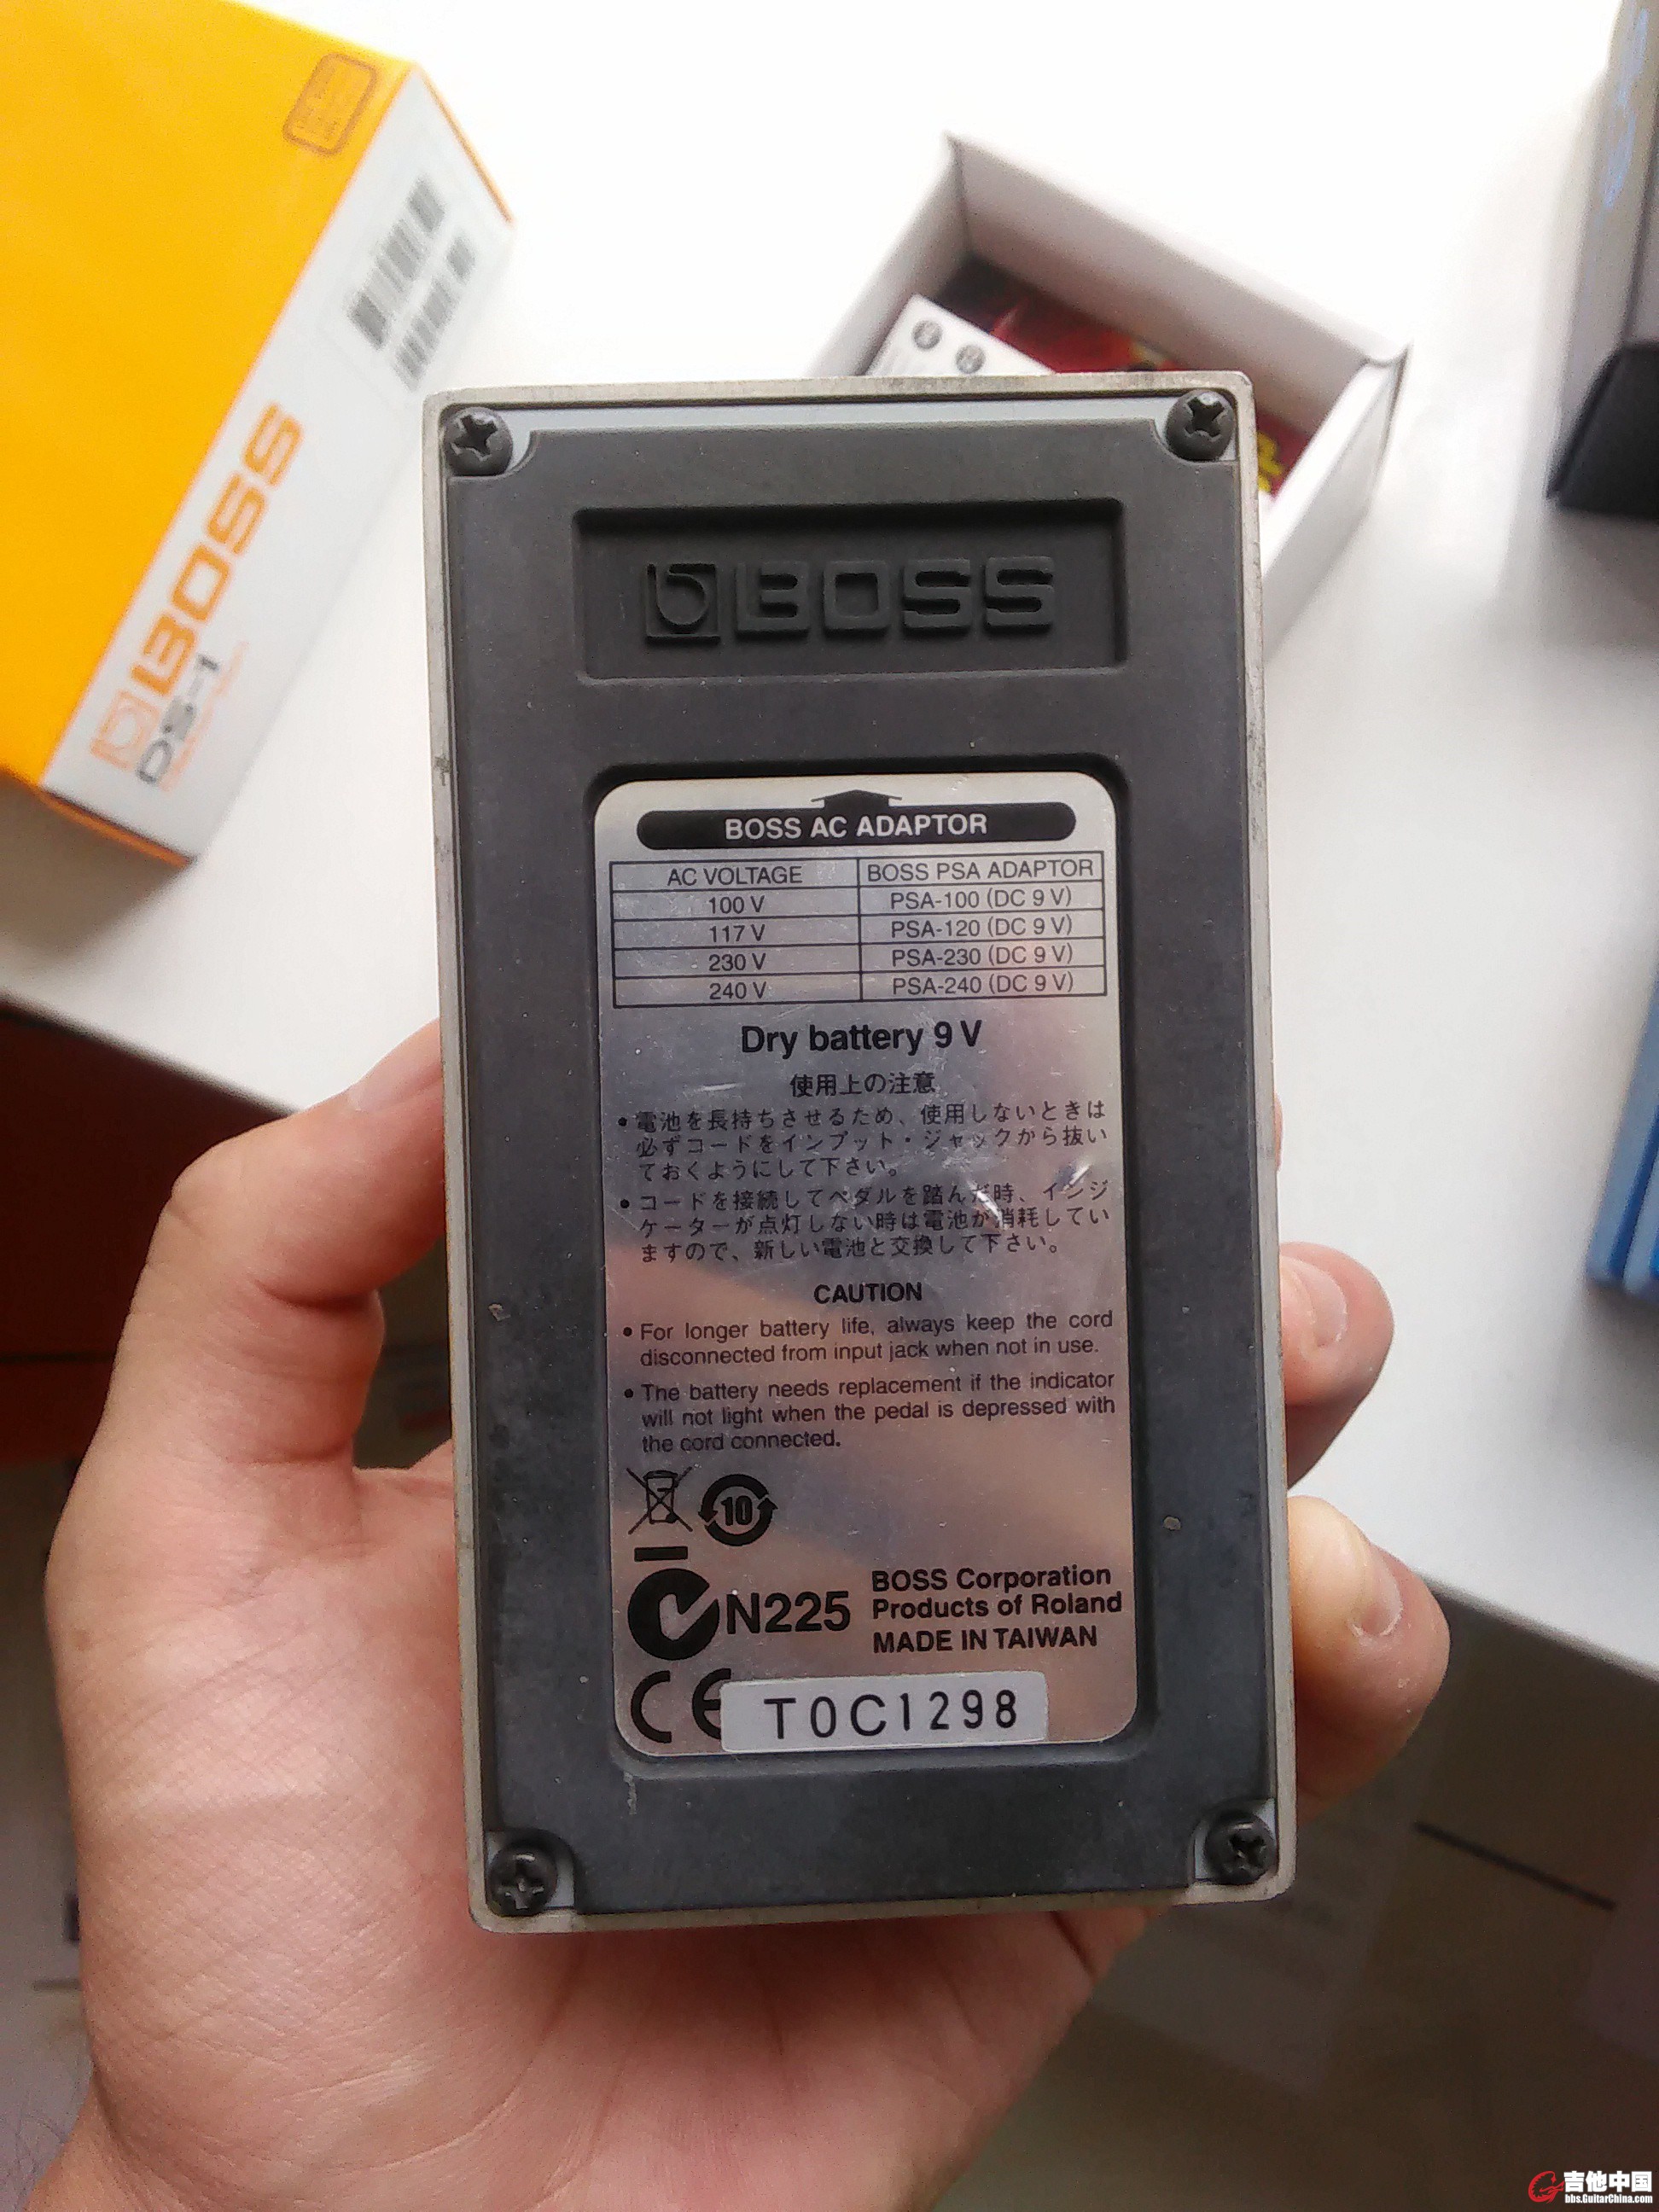 BOSS
DS-1
BOSS
BOSS AC ADAPTOR
AC VOLTAGE BOSS PSA ADAPTOR
100 V PSA-100 (DC 9 V)
117 V PSA-120 (DC 9 V)
230 V PSA-230 (DC 9 V)
240 V PSA-240 (DC 9 V)
Dry battery 9 V
使用上の注意
• 電池を長持ちさせるため、使用しないときは
必ずコードをインプット・ジャックから抜い
ておくようにして下さい。
• コードを接続してペダルを踏んだ時、インジ
ケーターが点灯しない時は電池が消耗してい
ますので、新しい電池と交換して下さい。
CAUTION
• For longer battery life, always keep the cord
disconnected from input jack when not in use.
• The battery needs replacement if the indicator
will not light when the pedal is depressed with
the cord connected.
10
N225
BOSS Corporation
Products of Roland
MADE IN TAIWAN
CE
T0C1298
吉他中国
bbs.GuitarChina.com